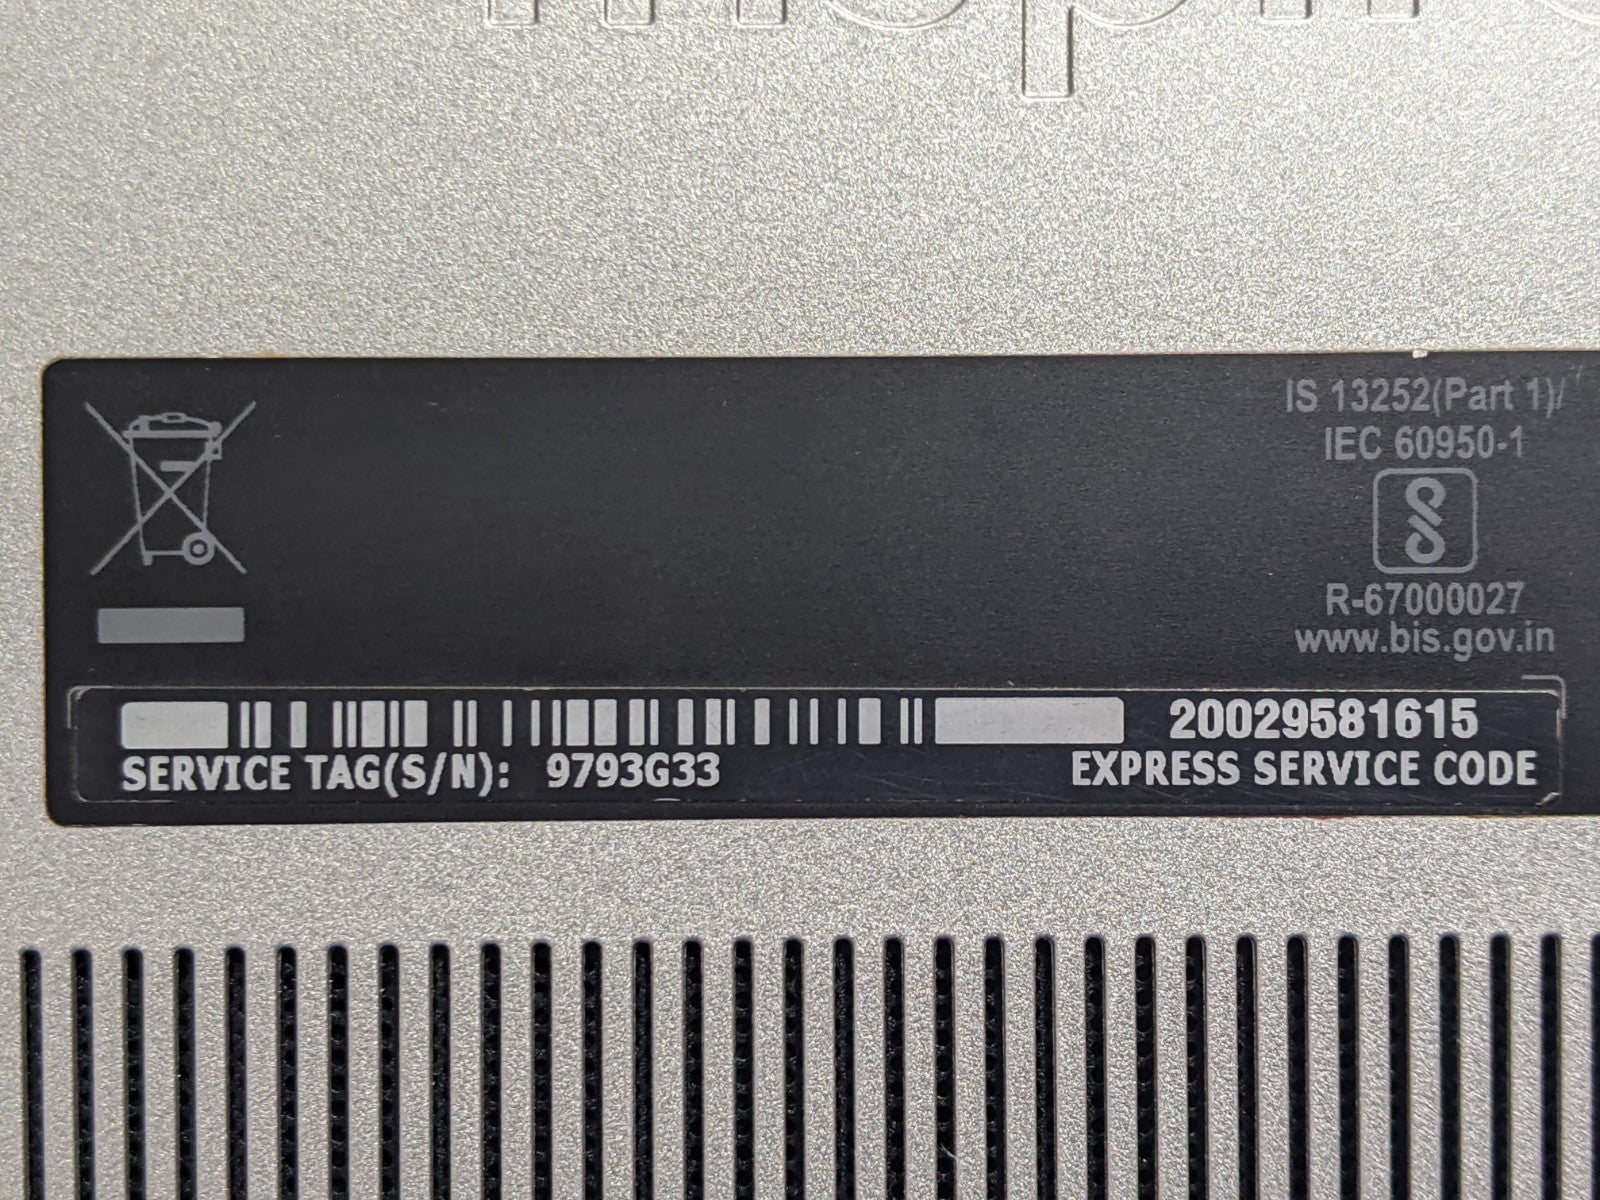 IS 13252(Part 1)/
IEC 60950-1
R-67000027
www.bis.gov.in
20029581615
SERVICE TAG(S/N): 9793G33
EXPRESS SERVICE CODE